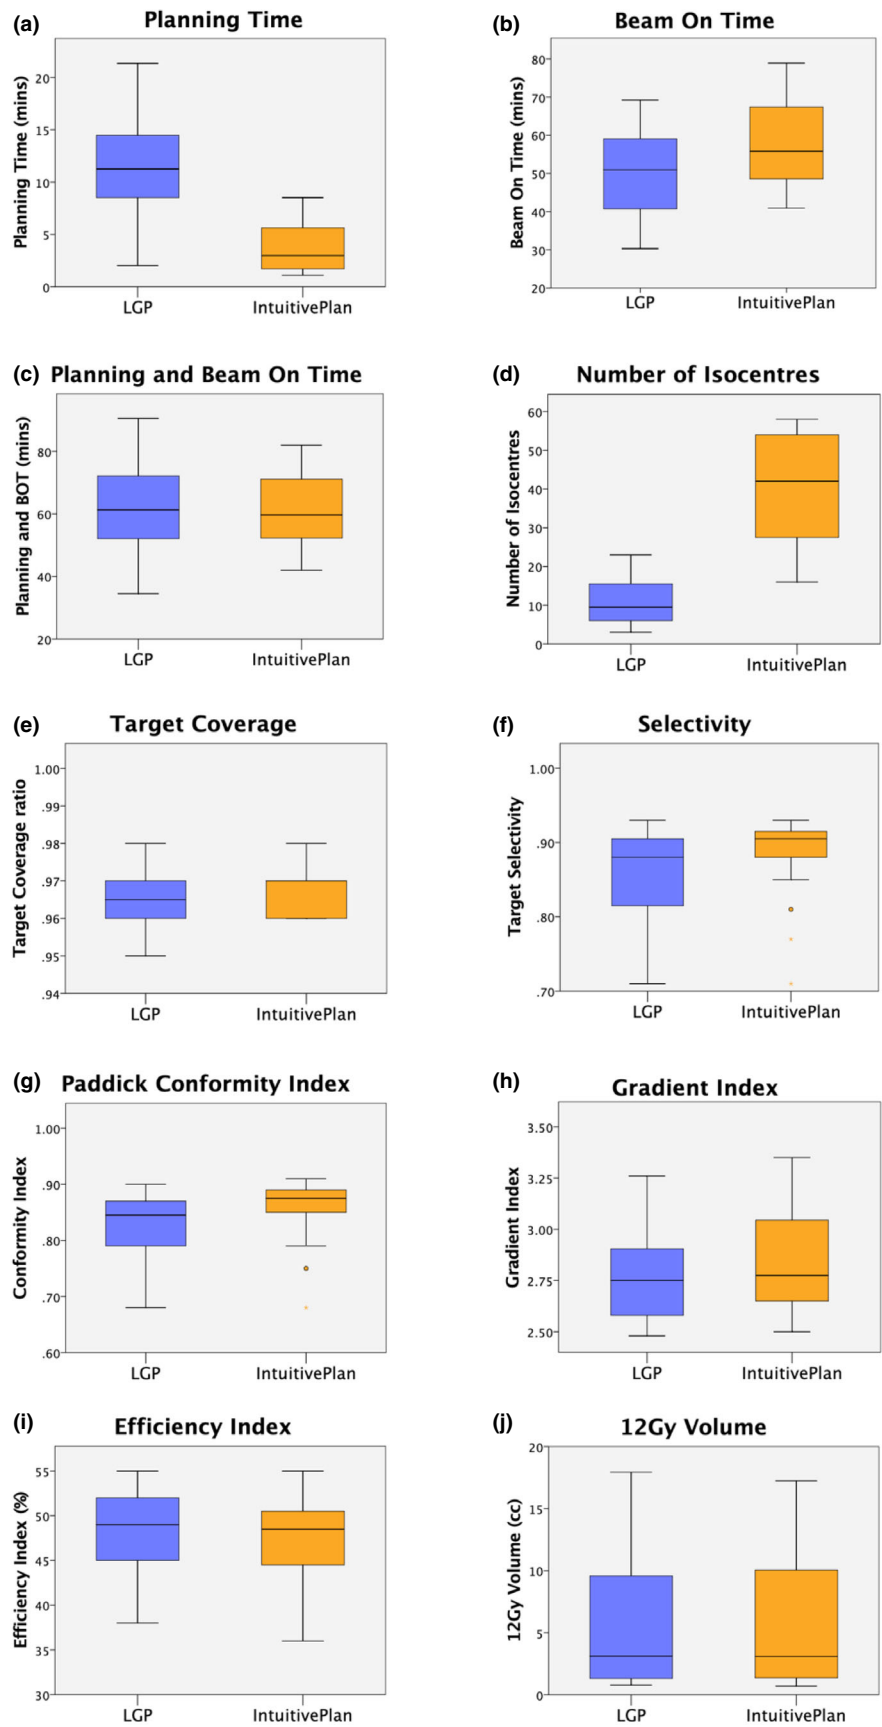 (a) Planning Time
Planning Time (mins)
20
15
10
5
0
LGP IntuitivePlan
(b) Beam On Time
Beam On Time (mins)
80
70
60
50
40
30
20
LGP IntuitivePlan
(c) Planning and Beam On Time
Planning and BOT (mins)
80
60
40
20
LGP IntuitivePlan
(d) Number of Isocentres
Number of Isocentres
60
50
40
30
20
10
0
LGP IntuitivePlan
(e) Target Coverage
Target Coverage ratio
1.00
.99
.98
.97
.96
.95
.94
LGP IntuitivePlan
(f) Selectivity
Target Selectivity
1.00
.90
.80
.70
LGP IntuitivePlan
(g) Paddick Conformity Index
Conformity Index
1.00
.90
.80
.70
.60
LGP IntuitivePlan
(h) Gradient Index
Gradient Index
3.50
3.25
3.00
2.75
2.50
LGP IntuitivePlan
(i) Efficiency Index
Efficiency Index (%)
55
50
45
40
35
30
LGP IntuitivePlan
(j) 12Gy Volume
12Gy Volume (cc)
20
15
10
5
0
LGP IntuitivePlan